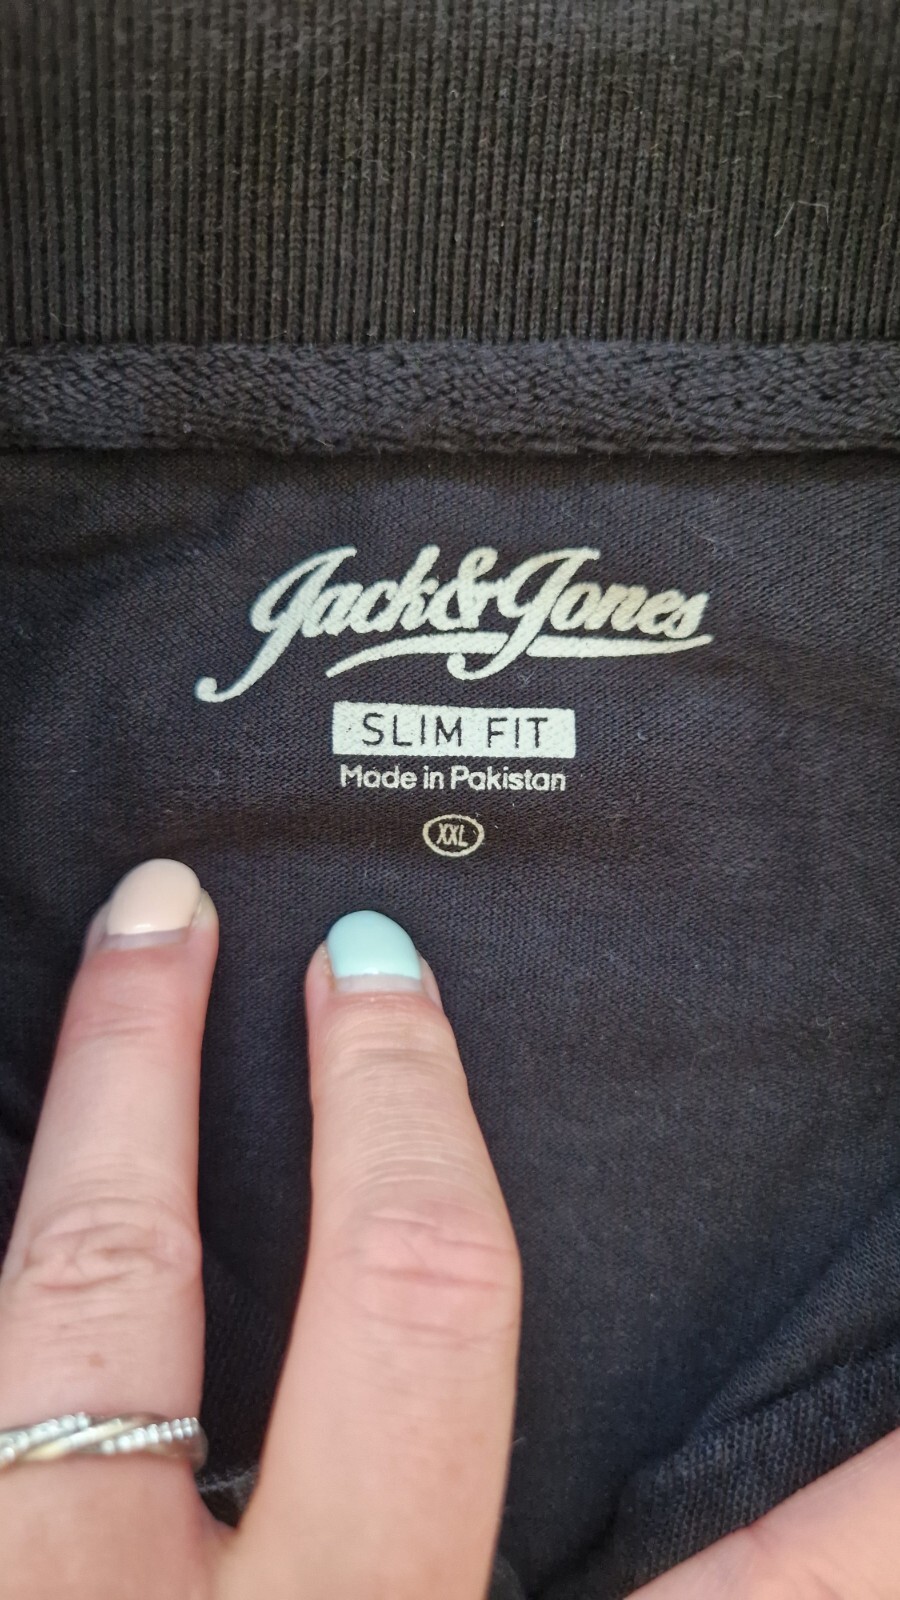 Jack&Jones
SLIM FIT
Made in Pakistan
XXL